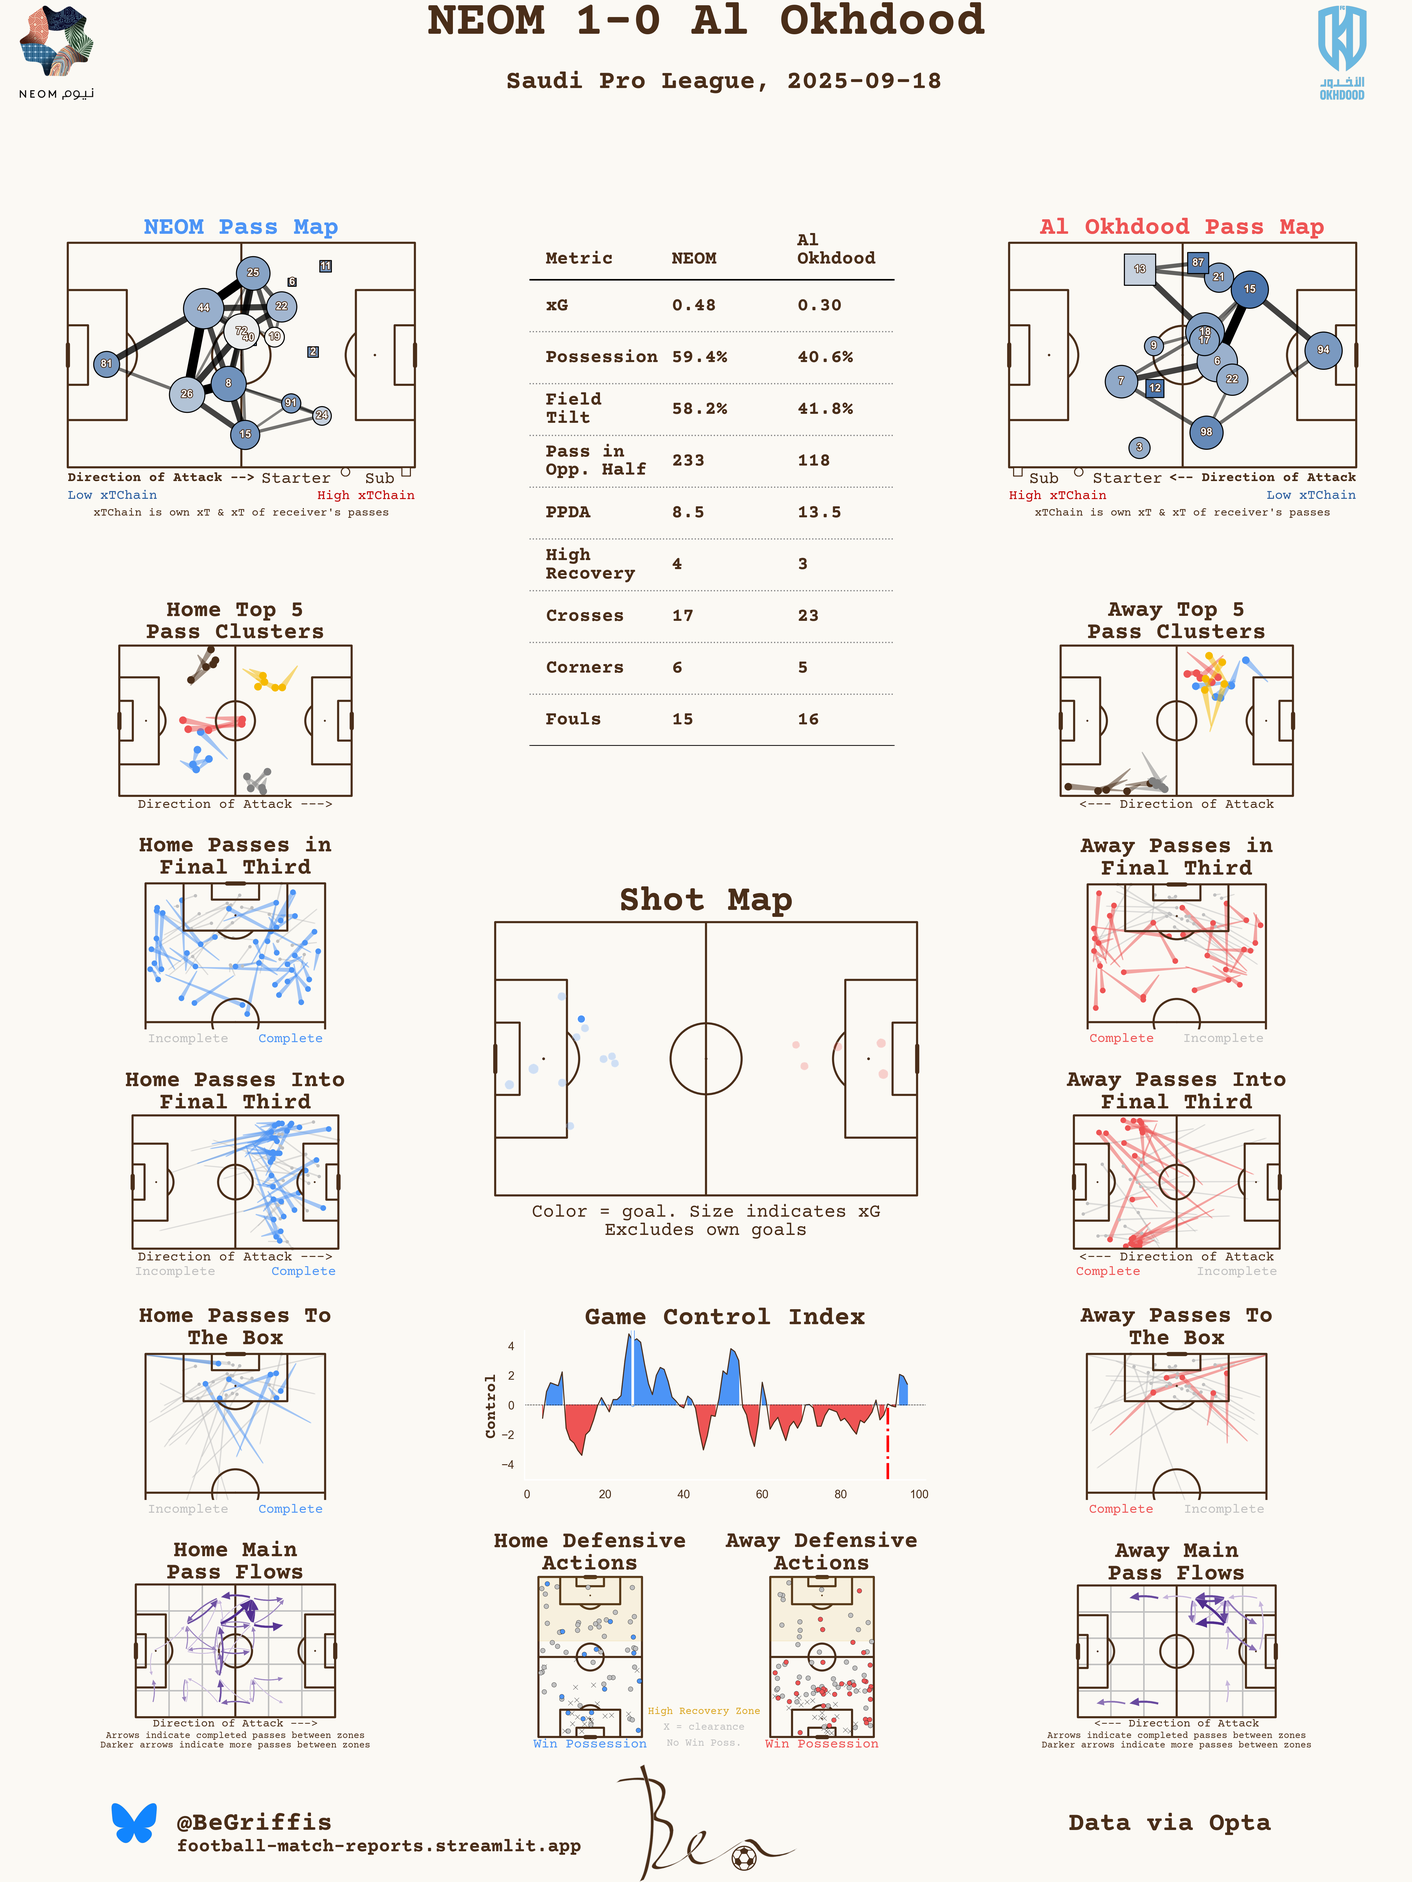 NEOM 1-0 Al Okhdood
Saudi Pro League, 2025-09-18
NEOM نيوم
الأخدود
OKHDOOD
NEOM Pass Map
25
11
6
44
22
72
40
19
2
81
26
8
91
24
15
Direction of Attack --> Starter Sub
Low xTChain High xTChain
xTChain is own xT & xT of receiver's passes
Metric NEOM Al Okhdood
xG 0.48 0.30
Possession 59.4% 40.6%
Field Tilt 58.2% 41.8%
Pass in Opp. Half 233 118
PPDA 8.5 13.5
High Recovery 4 3
Crosses 17 23
Corners 6 5
Fouls 15 16
Al Okhdood Pass Map
13
87
21
15
18
17
9
94
6
7
12
22
98
3
Sub Starter <-- Direction of Attack
High xTChain Low xTChain
xTChain is own xT & xT of receiver's passes
Home Top 5
Pass Clusters
Direction of Attack --->
Away Top 5
Pass Clusters
<--- Direction of Attack
Home Passes in
Final Third
Incomplete Complete
Away Passes in
Final Third
Complete Incomplete
Shot Map
Color = goal. Size indicates xG
Excludes own goals
Home Passes Into
Final Third
Direction of Attack --->
Incomplete Complete
Away Passes Into
Final Third
<--- Direction of Attack
Complete Incomplete
Home Passes To
The Box
Incomplete Complete
Game Control Index
Control
4
2
0
−2
−4
0 20 40 60 80 100
Away Passes To
The Box
Complete Incomplete
Home Main
Pass Flows
Direction of Attack --->
Arrows indicate completed passes between zones
Darker arrows indicate more passes between zones
Home Defensive
Actions
Win Possession
High Recovery Zone
X = clearance
No Win Poss.
Away Defensive
Actions
Win Possession
Away Main
Pass Flows
<--- Direction of Attack
Arrows indicate completed passes between zones
Darker arrows indicate more passes between zones
@BeGriffis
football-match-reports.streamlit.app
Ben
Data via Opta